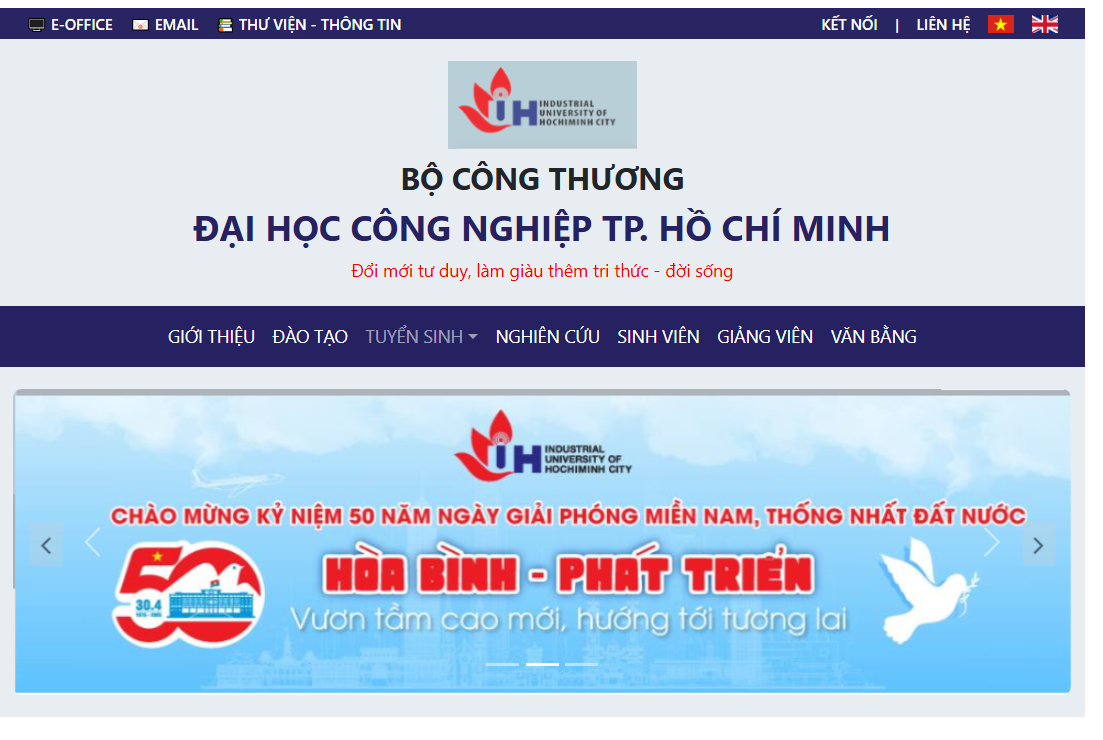 E-OFFICE EMAIL THƯ VIỆN - THÔNG TIN KẾT NỐI | LIÊN HỆ
IUH INDUSTRIAL
UNIVERSITY OF
HOCHIMINH CITY
BỘ CÔNG THƯƠNG
ĐẠI HỌC CÔNG NGHIỆP TP. HỒ CHÍ MINH
Đổi mới tư duy, làm giàu thêm tri thức - đời sống
GIỚI THIỆU ĐÀO TẠO TUYỂN SINH NGHIÊN CỨU SINH VIÊN GIẢNG VIÊN VĂN BẰNG
IUH INDUSTRIAL
UNIVERSITY OF
HOCHIMINH CITY
CHÀO MỪNG KỶ NIỆM 50 NĂM NGÀY GIẢI PHÓNG MIỀN NAM, THỐNG NHẤT ĐẤT NƯỚC
50
30.4
HÒA BÌNH - PHÁT TRIỂN
Vươn tầm cao mới, hướng tới tương lai